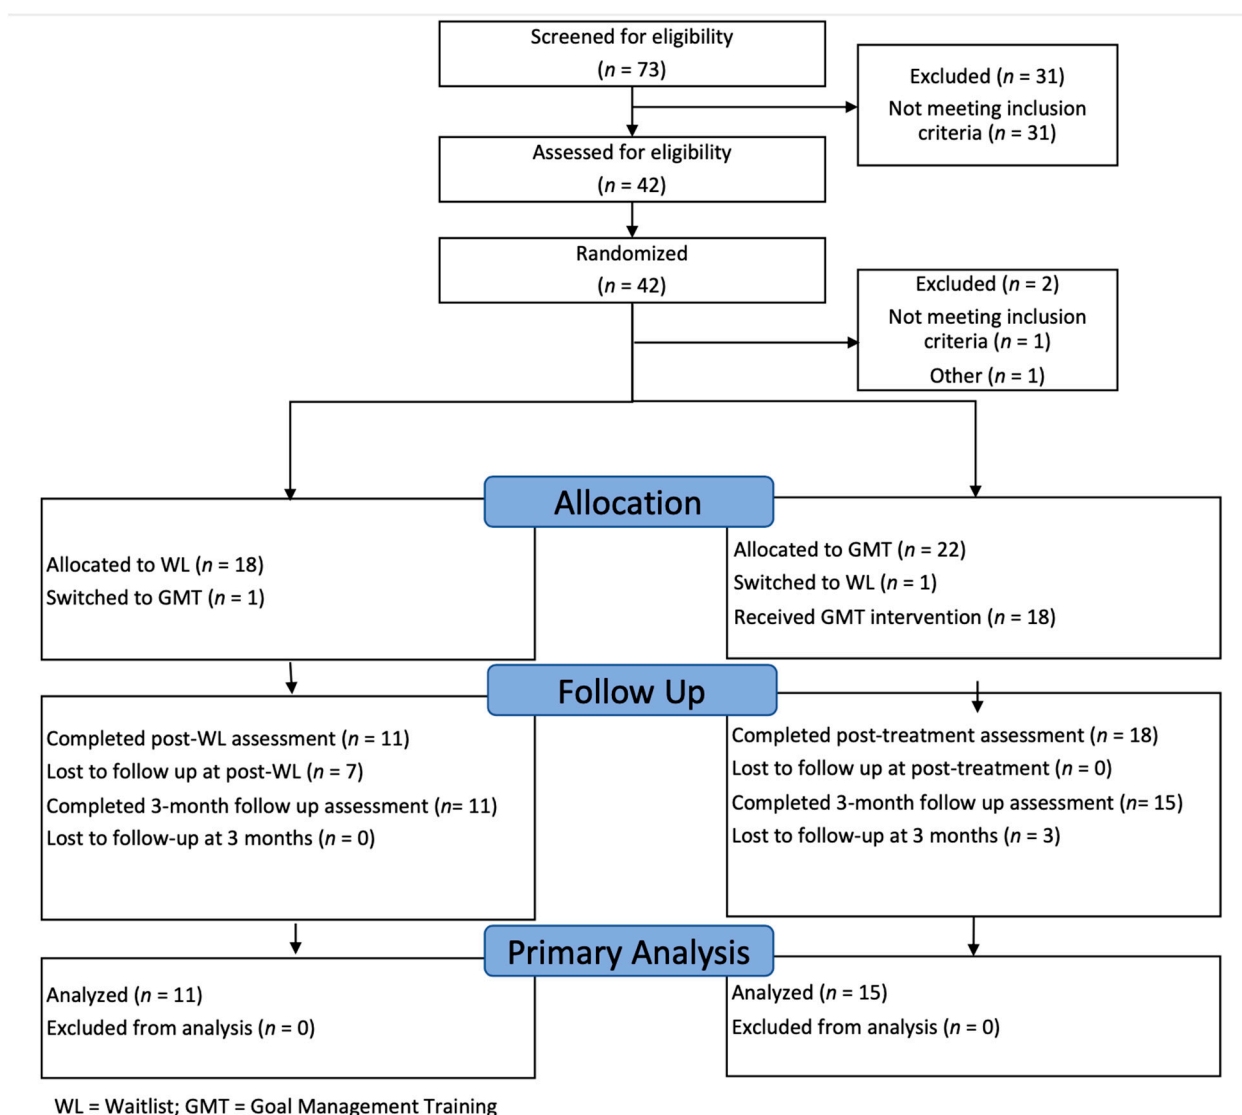 Screened for eligibility
(n = 73)
Excluded (n = 31)
Not meeting inclusion
criteria (n = 31)
Assessed for eligibility
(n = 42)
Randomized
(n = 42)
Excluded (n = 2)
Not meeting inclusion
criteria (n = 1)
Other (n = 1)
Allocation
Allocated to WL (n = 18)
Switched to GMT (n = 1)
Allocated to GMT (n = 22)
Switched to WL (n = 1)
Received GMT intervention (n = 18)
Follow Up
Completed post-WL assessment (n = 11)
Lost to follow up at post-WL (n = 7)
Completed 3-month follow up assessment (n= 11)
Lost to follow-up at 3 months (n = 0)
Completed post-treatment assessment (n = 18)
Lost to follow up at post-treatment (n = 0)
Completed 3-month follow up assessment (n= 15)
Lost to follow-up at 3 months (n = 3)
Primary Analysis
Analyzed (n = 11)
Excluded from analysis (n = 0)
Analyzed (n = 15)
Excluded from analysis (n = 0)
WL = Waitlist; GMT = Goal Management Training